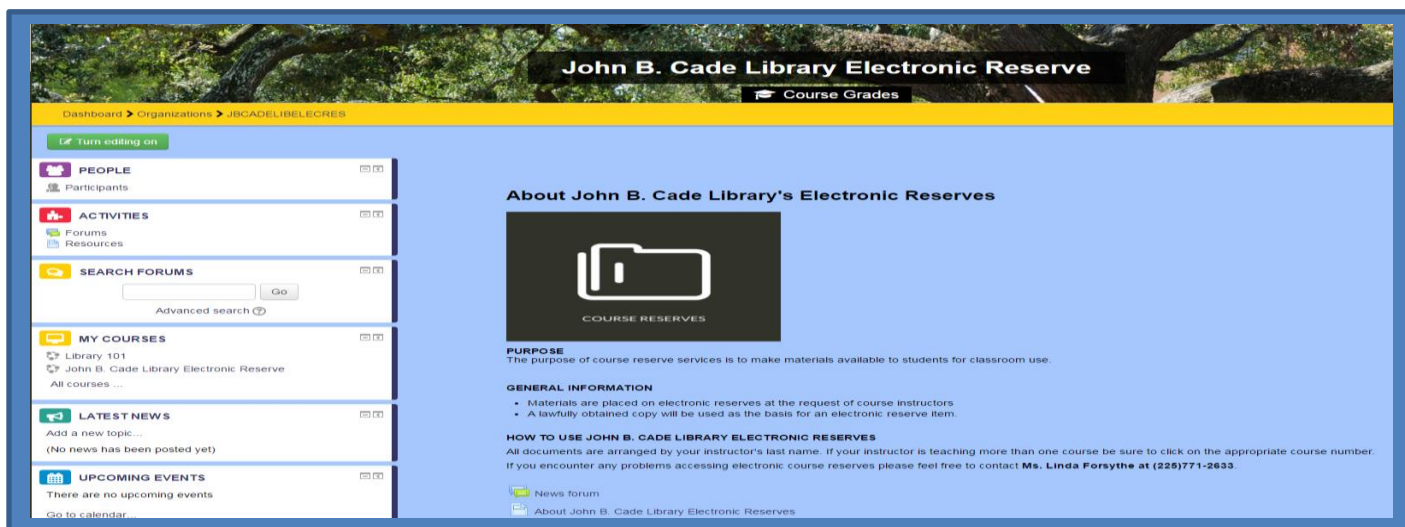 John B. Cade Library Electronic Reserve
Course Grades
Dashboard > Organizations > JBCADELIBELECRES
Turn editing on
PEOPLE
Participants
ACTIVITIES
Forums
Resources
SEARCH FORUMS
Go
Advanced search
MY COURSES
Library 101
John B. Cade Library Electronic Reserve
All courses ...
LATEST NEWS
Add a new topic...
(No news has been posted yet)
UPCOMING EVENTS
There are no upcoming events
Go to calendar...
About John B. Cade Library's Electronic Reserves
COURSE RESERVES
PURPOSE
The purpose of course reserve services is to make materials available to students for classroom use.
GENERAL INFORMATION
• Materials are placed on electronic reserves at the request of course instructors
• A lawfully obtained copy will be used as the basis for an electronic reserve item.
HOW TO USE JOHN B. CADE LIBRARY ELECTRONIC RESERVES
All documents are arranged by your instructor's last name. If your instructor is teaching more than one course be sure to click on the appropriate course number.
If you encounter any problems accessing electronic course reserves please feel free to contact Ms. Linda Forsythe at (225)771-2633.
News forum
About John B. Cade Library Electronic Reserves